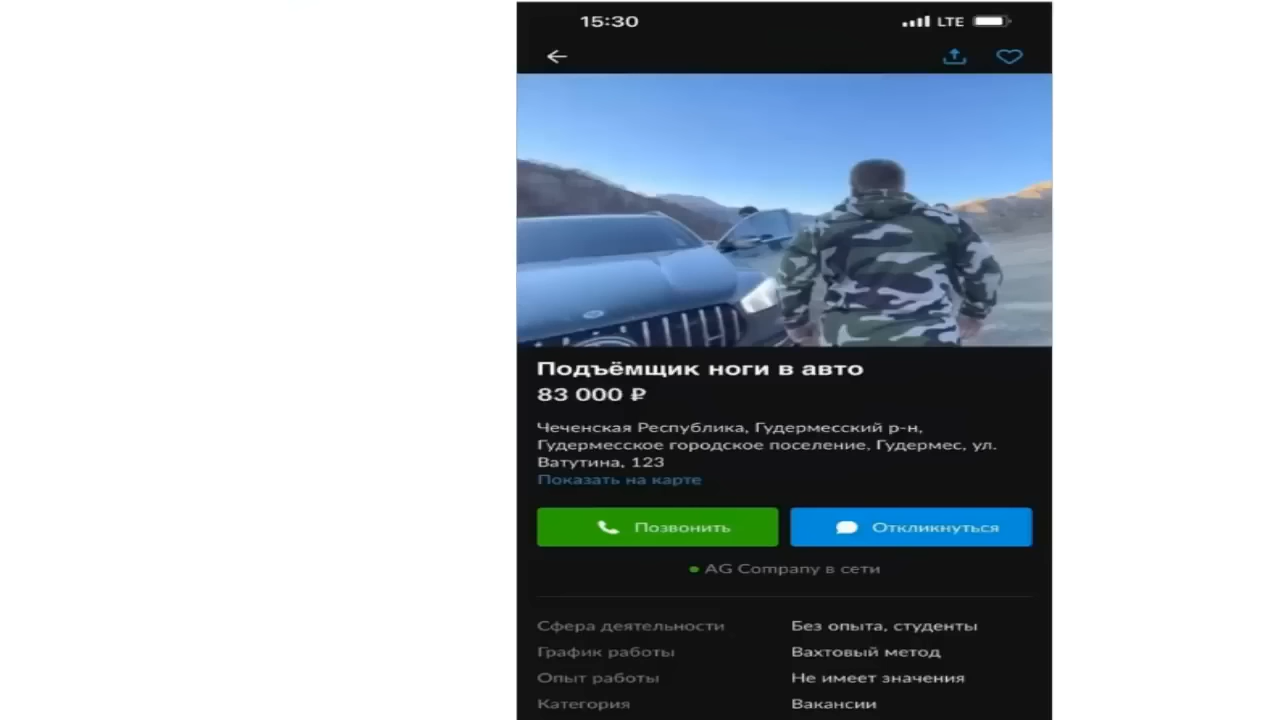 15:30
LTE
Подъёмщик ноги в авто
83 000 ₽
Чеченская Республика, Гудермесский р-н,
Гудермесское городское поселение, Гудермес, ул.
Ватутина, 123
Показать на карте
Позвонить
Откликнуться
AG Company в сети
Сфера деятельности Без опыта, студенты
График работы Вахтовый метод
Опыт работы Не имеет значения
Категория Вакансии